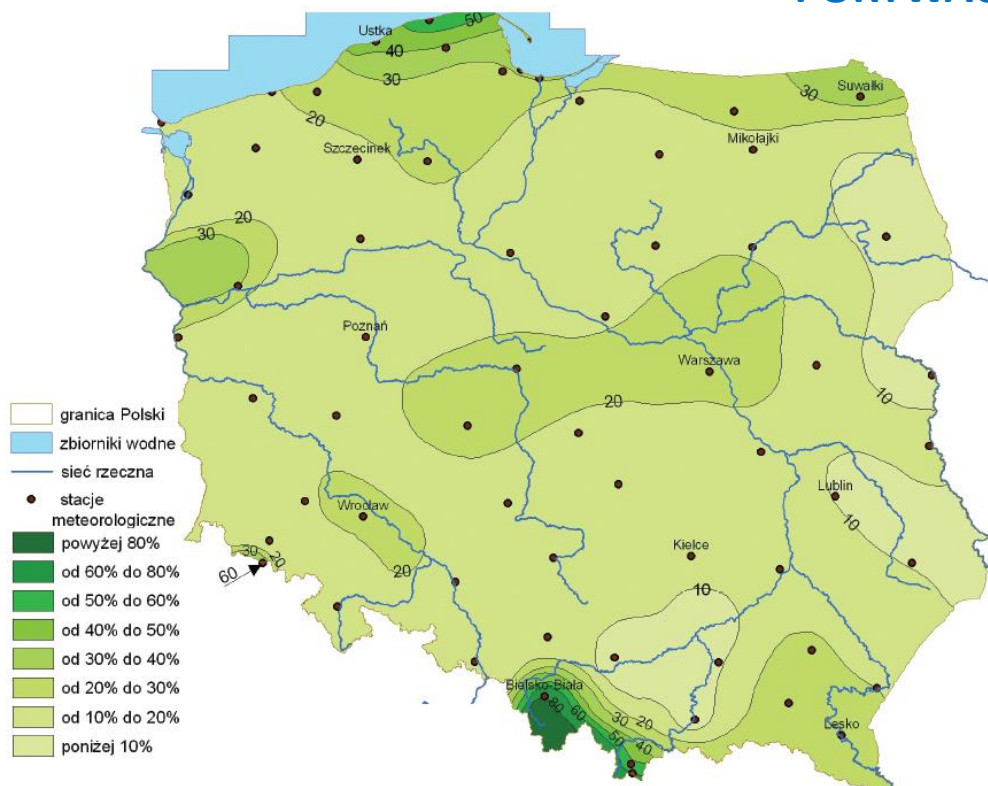 50
Ustka
40
30
30
Suwałki
20
Mikołajki
Szczecinek
20
20
30
10
Poznań
Warszawa
10
20
granica Polski
zbiorniki wodne
sieć rzeczna
stacje
meteorologiczne
powyżej 80%
od 60% do 80%
od 50% do 60%
od 40% do 50%
od 30% do 40%
od 20% do 30%
od 10% do 20%
poniżej 10%
Lublin
10
Wrocław
Kielce
30
20
60
20
10
Bielsko-Biała
80
60
30
20
50
40
Lesko